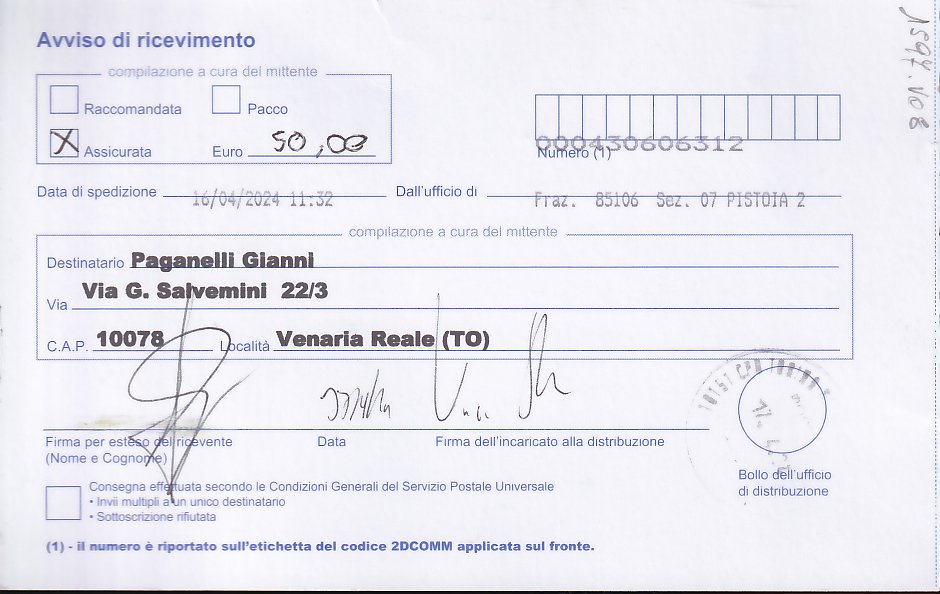 Avviso di ricevimento
compilazione a cura del mittente
Raccomandata Pacco
X Assicurata Euro 50,00
000430606312
Numero (1)
Data di spedizione 16/04/2024 11:32 Dall'ufficio di Fraz. 85106 Sez. 07 PISTOIA 2
compilazione a cura del mittente
Destinatario Paganelli Gianni
Via Via G. Salvemini 22/3
C.A.P. 10078 Località Venaria Reale (TO)
Firma per esteso del ricevente
(Nome e Cognome)
Data
Firma dell'incaricato alla distribuzione
10151 CPD TORINO
Bollo dell'ufficio
di distribuzione
Consegna effettuata secondo le Condizioni Generali del Servizio Postale Universale
• Invii multipli a un unico destinatario
• Sottoscrizione rifiutata
(1) - il numero è riportato sull'etichetta del codice 2DCOMM applicata sul fronte.